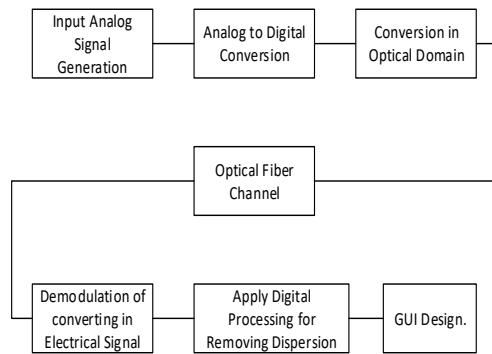 Input Analog
Signal
Generation
Analog to Digital
Conversion
Conversion in
Optical Domain
Optical Fiber
Channel
Demodulation of
converting in
Electrical Signal
Apply Digital
Processing for
Removing Dispersion
GUI Design.